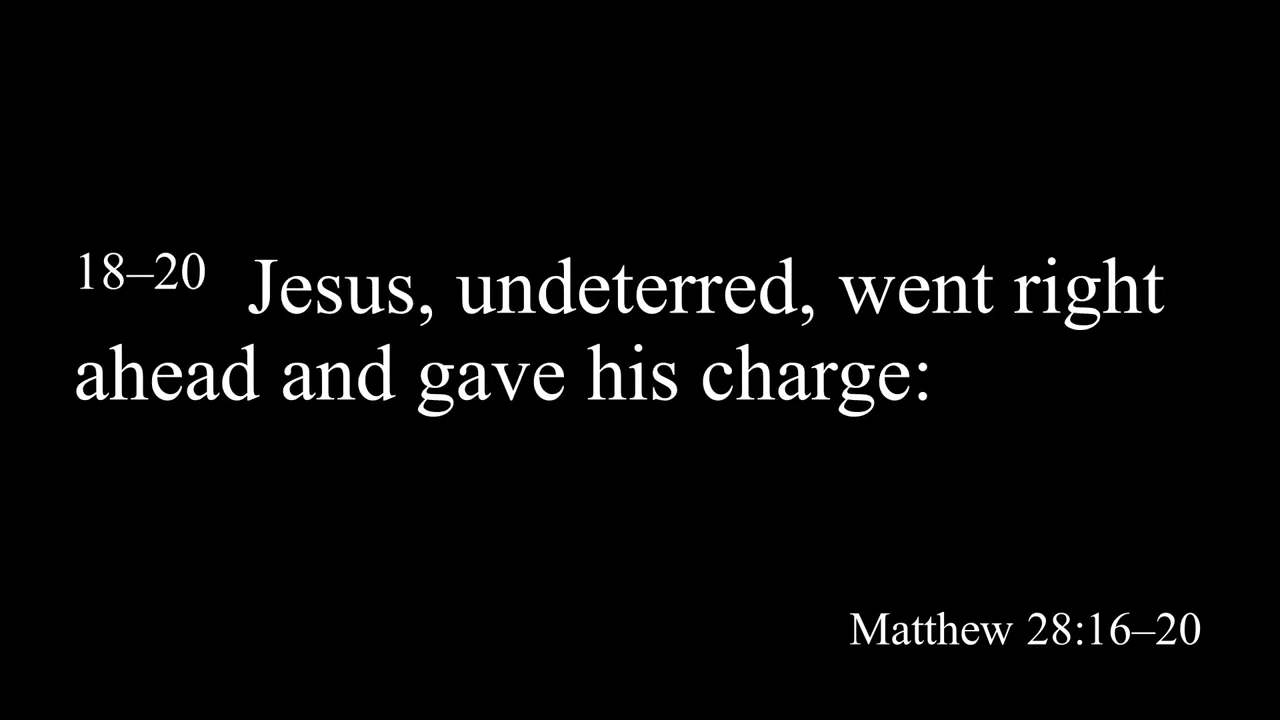 18–20 Jesus, undeterred, went right
ahead and gave his charge:
Matthew 28:16–20